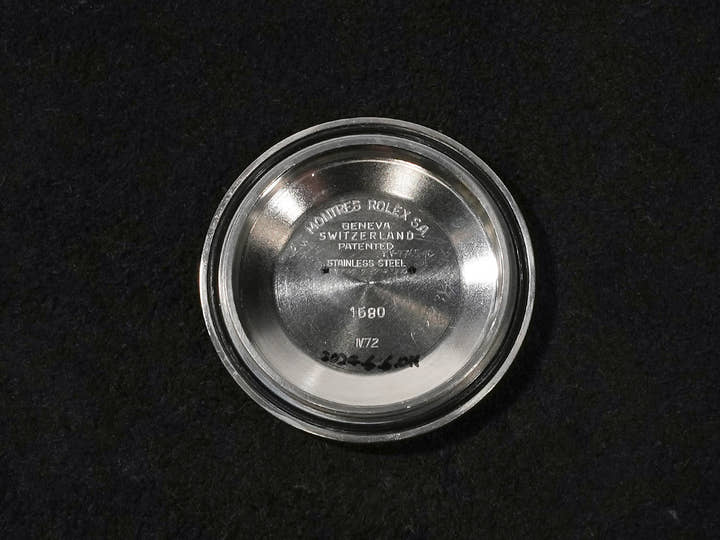 MONTRES ROLEX S.A.
GENEVA
SWITZERLAND
PATENTED
STAINLESS STEEL
1680
IV72